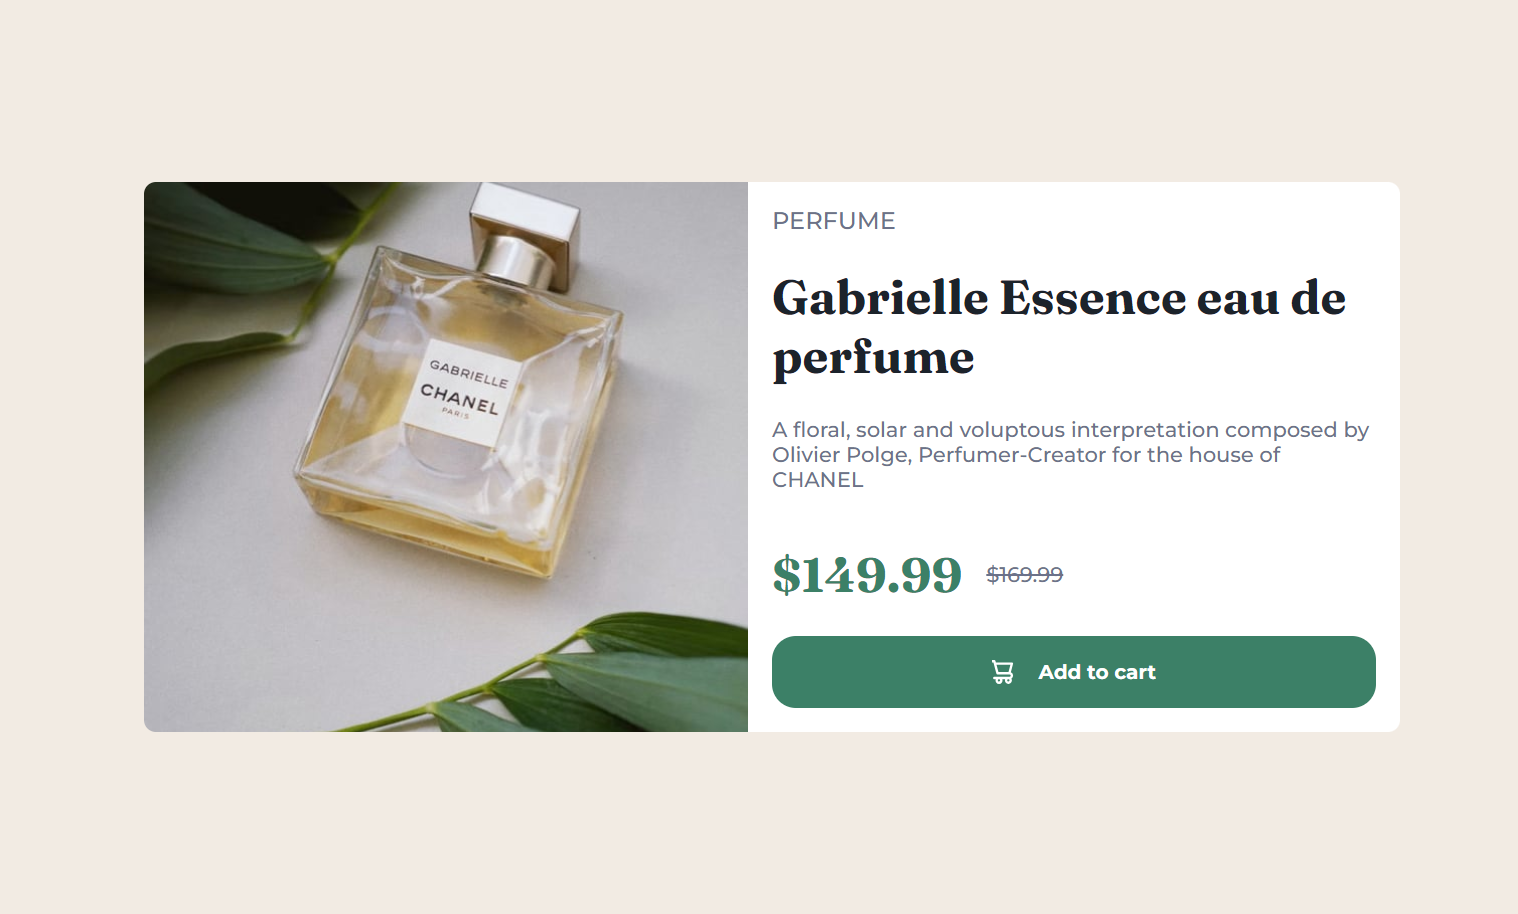 GABRIELLE
CHANEL
PARIS
PERFUME
Gabrielle Essence eau de
perfume
A floral, solar and voluptous interpretation composed by
Olivier Polge, Perfumer-Creator for the house of
CHANEL
$149.99 $169.99
Add to cart